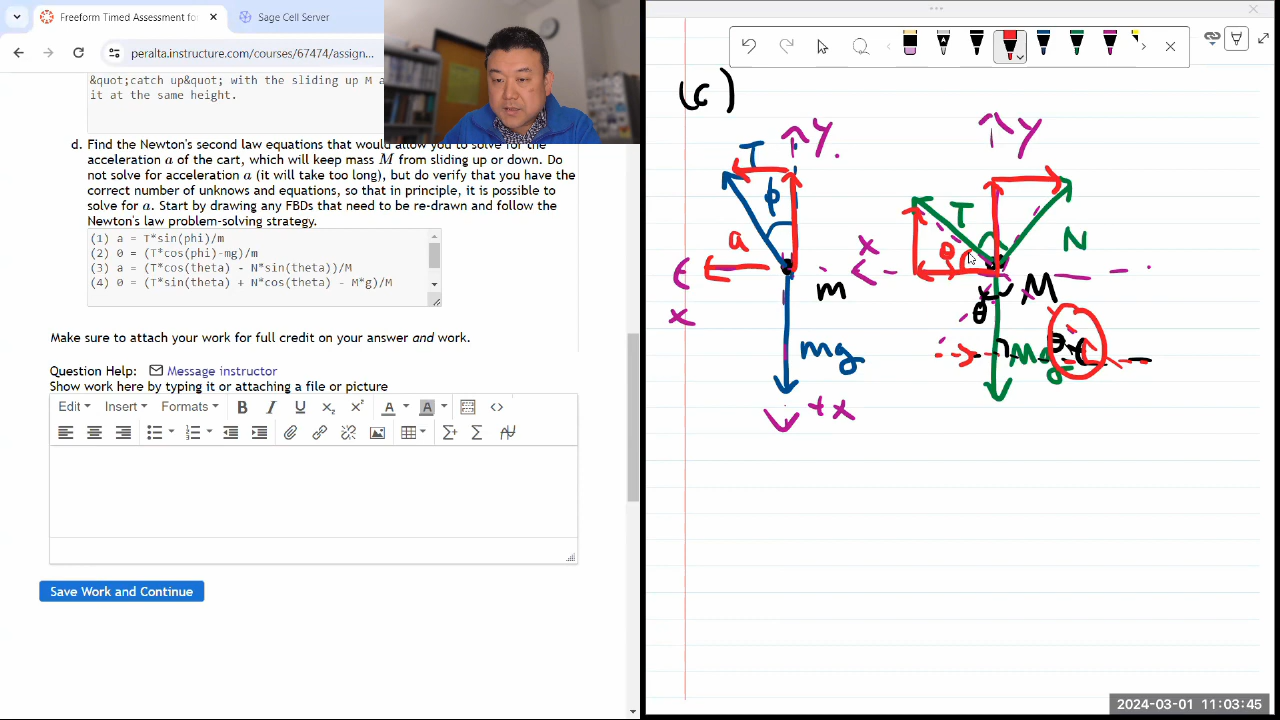 Freeform Timed Assessment fo
Sage Cell Server
peralta.instructure
sign.
&quot;catch up&quot; with the sliding up M a
it at the same height.
d. Find the Newton's second law equations that would allow you to solve for the
acceleration a of the cart, which will keep mass M from sliding up or down. Do
not solve for acceleration a (it will take to long), but do verify that you have the
correct number of unknows and equations, so that in principle, it is possible to
solve for a. Start by drawing any FBD that need to be re-drawn and follow the
Newton's law problem solving strategy.
(1) a = T*sin(phi)/m
(2) 0 = (T*cos(phi)-mg)/m
(3) a = (T*cos(theta) - N*sin(theta))/M
(4) 0 = (T*sin(theta) + N*cos(theta) - M*g)/M
Make sure to attach your work for full credit on your answer and work.
Question Help: Message instructor
Show work here by typing it or attaching a file or picture
Edit Insert Formats B I U X₂ X² A A
Save Work and Continue
(c)
y
y
T
φ
T
N
a
x
θ
x
m
M
θ
mg
Mg
θ
+x
2024-03-01 11:03:45